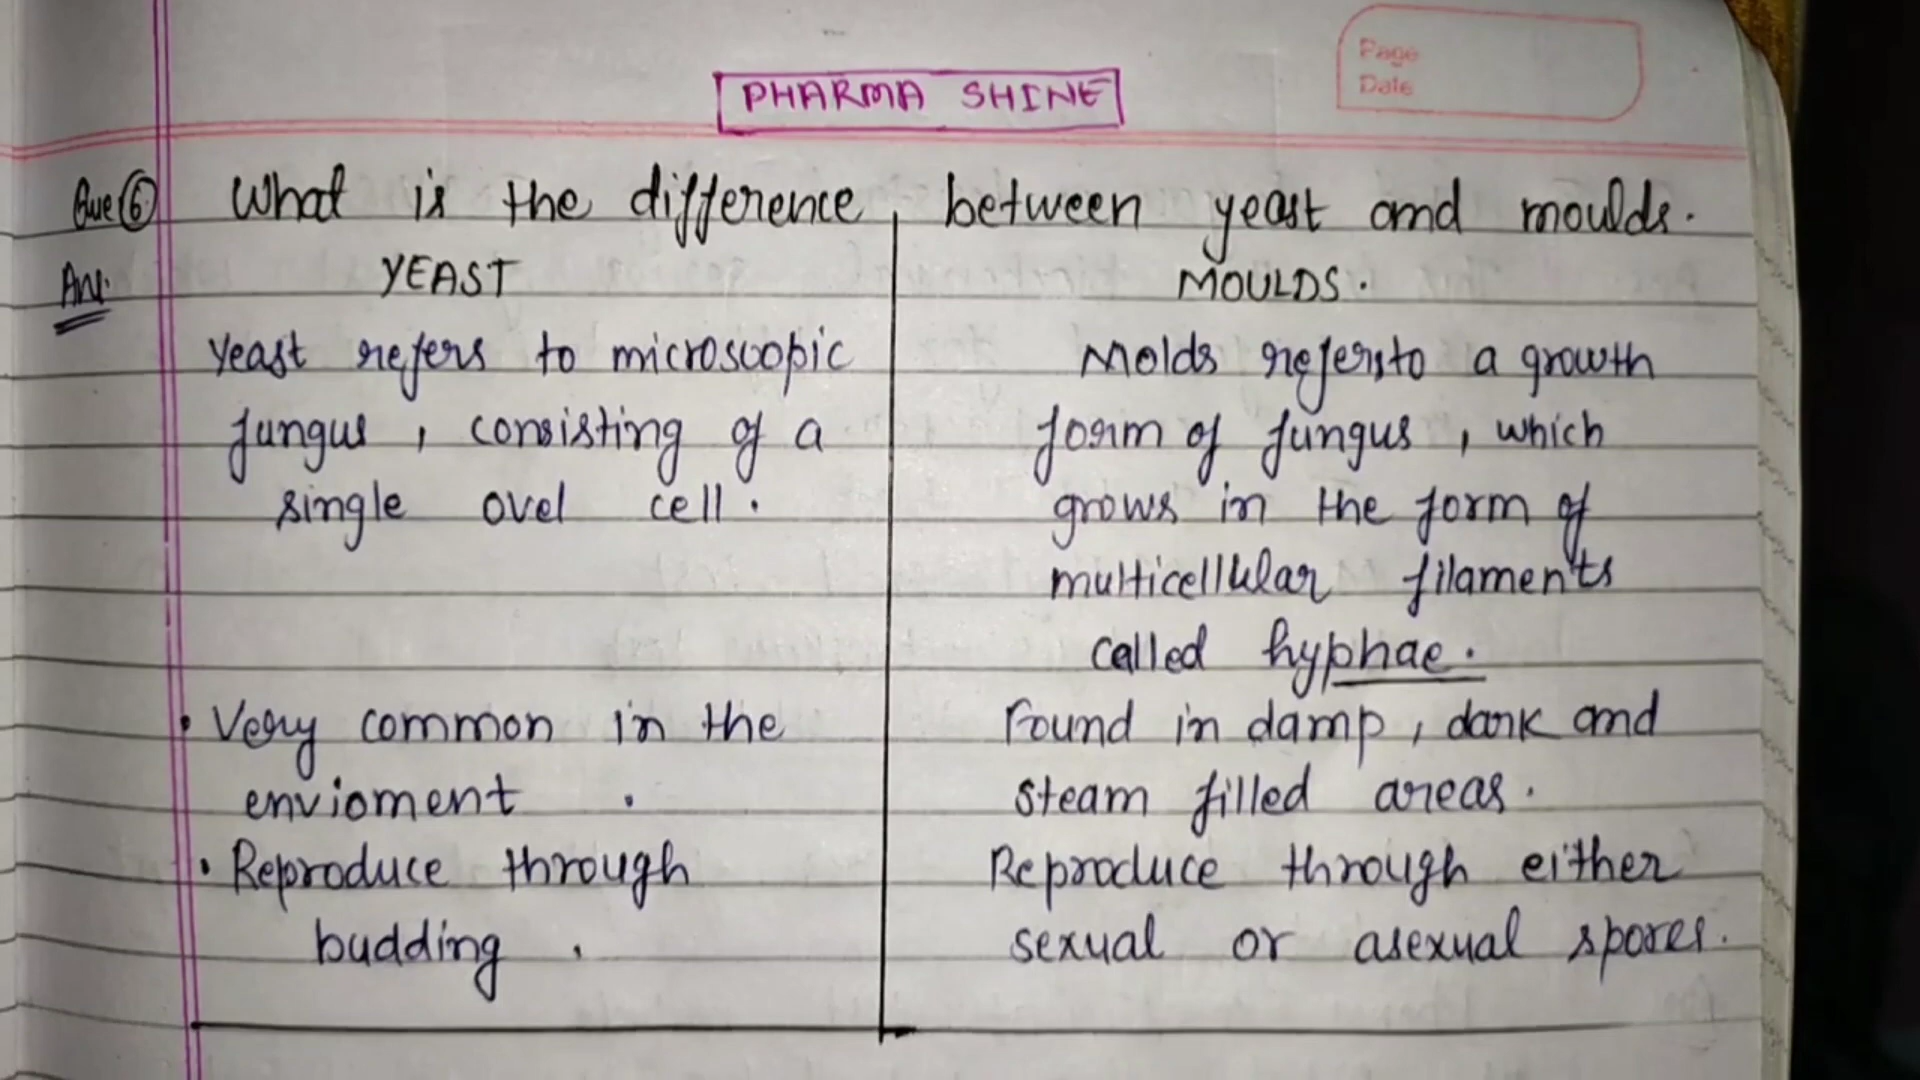 PHARMA SHINE
Page
Date
Que 6 What is the difference between yeast and moulds.
Ans. YEAST
Yeast refers to microscopic
fungus, consisting of a
single ovel cell.
• Very common in the
envioment.
• Reproduce through
budding.
MOULDS.
Molds refers to a growth
form of fungus, which
grows in the form of
multicellular filaments
called hyphae.
Found in damp, dark and
steam filled areas.
Reproduce through either
sexual or asexual spores.